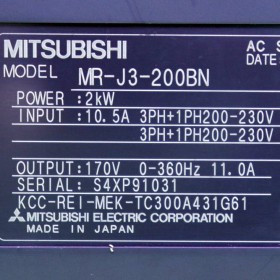 MITSUBISHI AC S
MODEL MR-J3-200BN DATE
POWER :2kW
INPUT :10.5A 3PH+1PH200-230V
3PH+1PH200-230V
OUTPUT:170V 0-360Hz 11.0A
SERIAL: S4XP91031
KCC-REI-MEK-TC300A431G61
MITSUBISHI ELECTRIC CORPORATION
MADE IN JAPAN